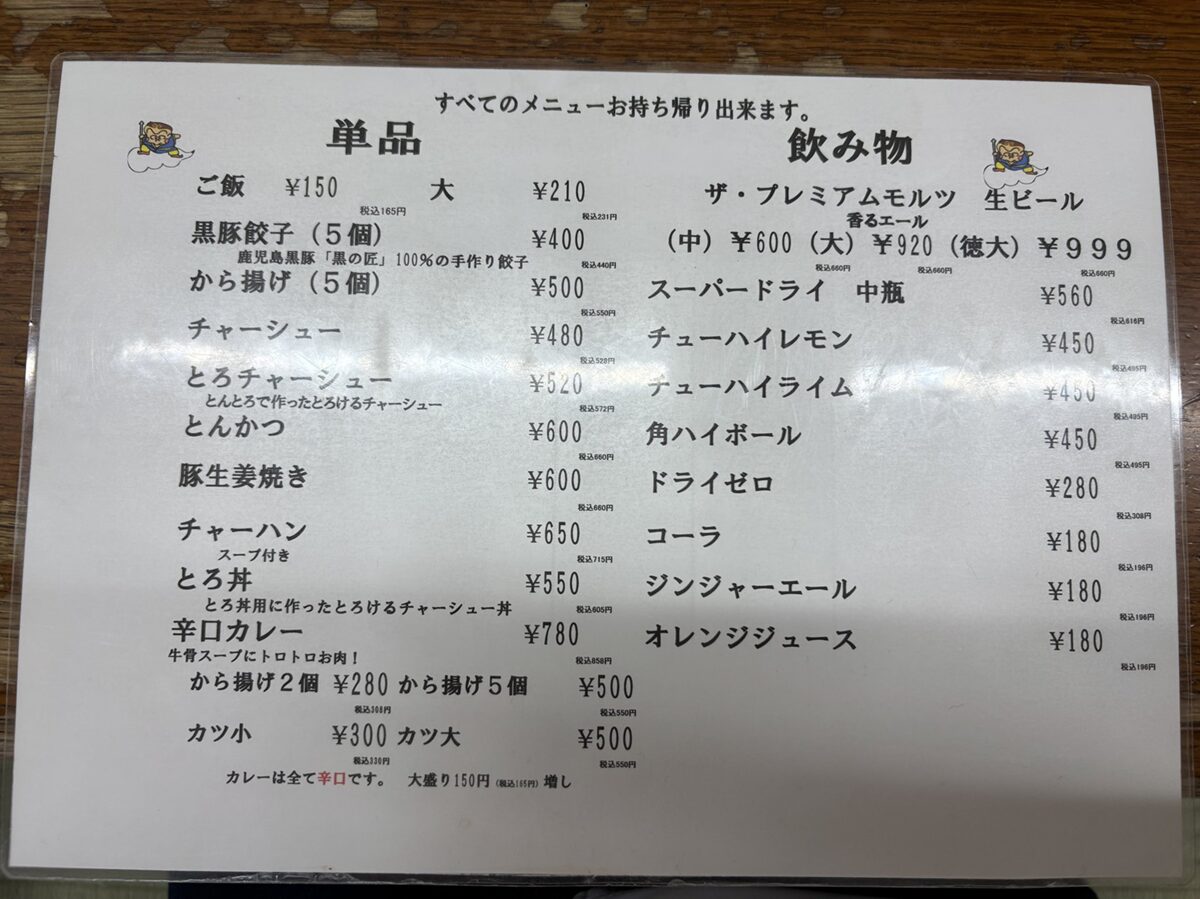 すべてのメニューお持ち帰り出来ます。
単品
ご飯 ¥150 大 ¥210
税込165円 税込231円
黒豚餃子（５個） ¥400
鹿児島黒豚「黒の匠」100％の手作り餃子 税込440円
から揚げ（５個） ¥500
税込550円
チャーシュー ¥480
税込528円
とろチャーシュー ¥520
とんとろで作ったとろけるチャーシュー 税込572円
とんかつ ¥600
税込660円
豚生姜焼き ¥600
税込660円
チャーハン ¥650
スープ付き 税込715円
とろ丼 ¥550
とろ丼用に作ったとろけるチャーシュー丼 税込605円
辛口カレー ¥780
牛骨スープにトロトロお肉！ 税込858円
から揚げ２個 ¥280 から揚げ５個 ¥500
税込308円 税込550円
カツ小 ¥300 カツ大 ¥500
税込330円 税込550円
カレーは全て辛口です。 大盛り150円（税込165円）増し
飲み物
ザ・プレミアムモルツ 生ビール
香るエール
（中）¥600（大）¥920（徳大）¥９９９
税込660円 税込660円 税込660円
スーパードライ 中瓶 ¥560
税込616円
チューハイレモン ¥450
税込495円
チューハイライム ¥450
税込495円
角ハイボール ¥450
税込495円
ドライゼロ ¥280
税込308円
コーラ ¥180
税込196円
ジンジャーエール ¥180
税込196円
オレンジジュース ¥180
税込196円